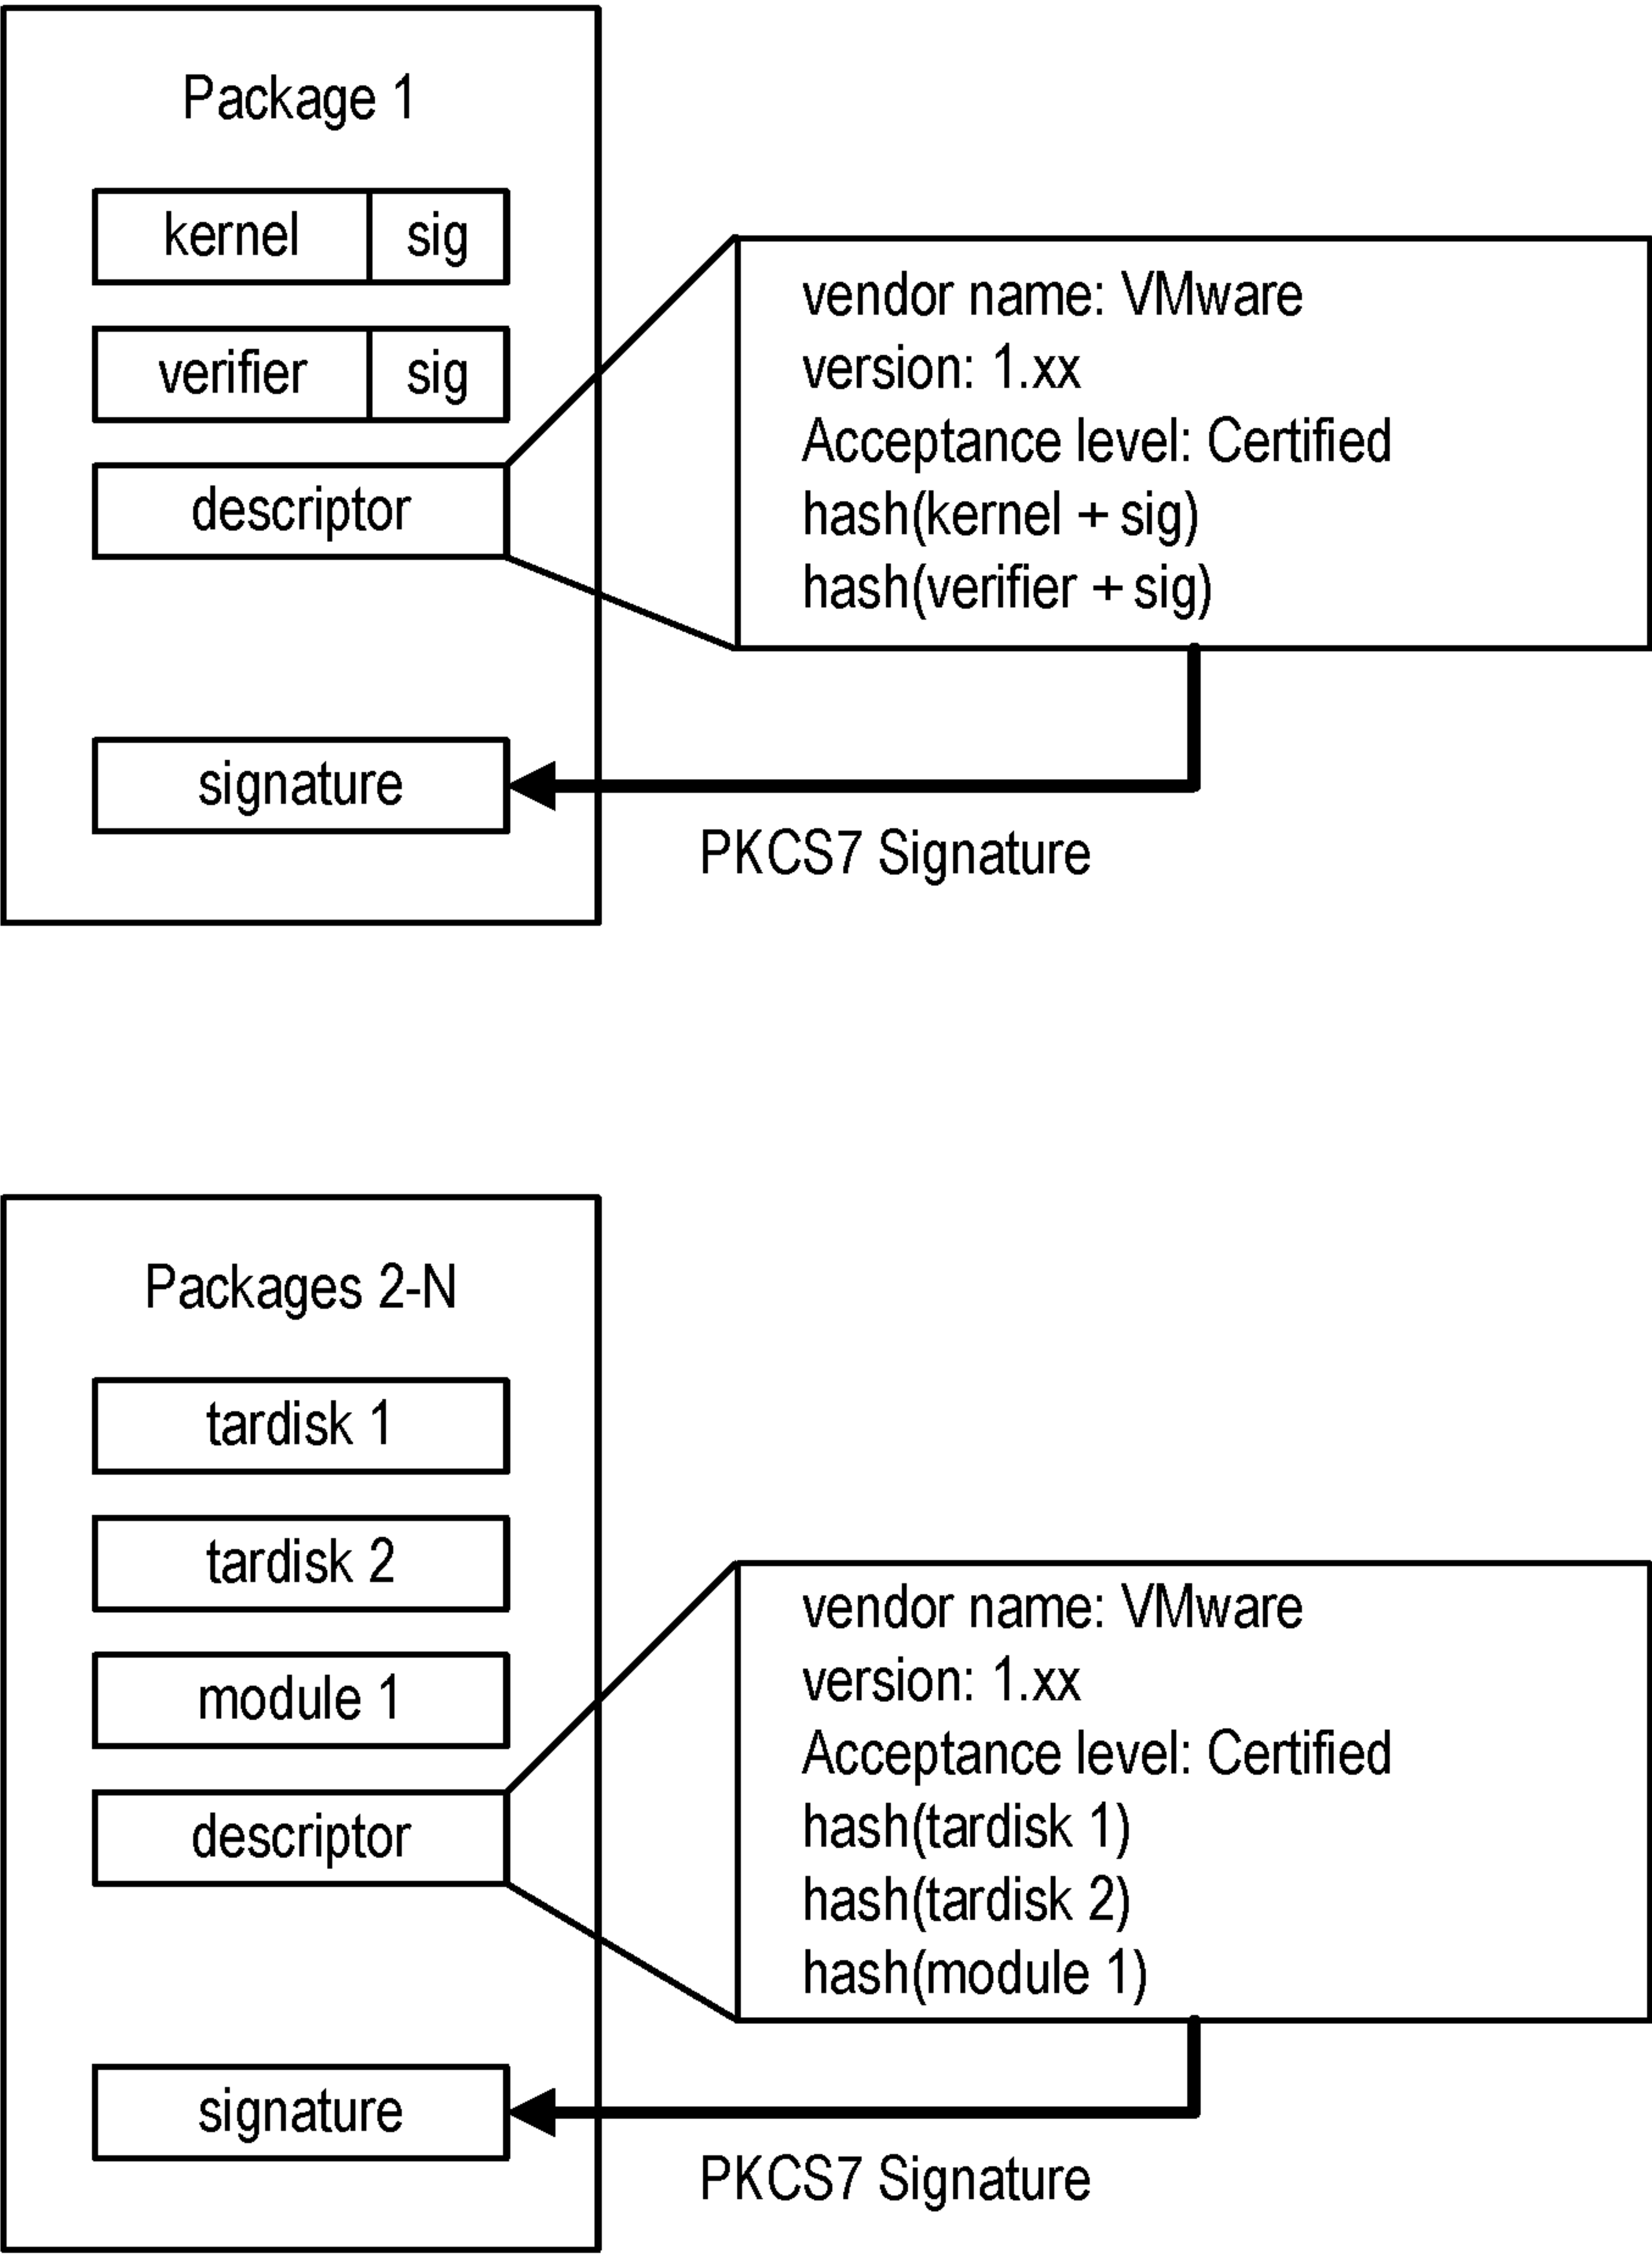 Package 1
kernel sig
verifier sig
descriptor
vendor name: VMware
version: 1.xx
Acceptance level: Certified
hash(kernel + sig)
hash(verifier + sig)
signature
PKCS7 Signature
Packages 2-N
tardisk 1
tardisk 2
module 1
descriptor
vendor name: VMware
version: 1.xx
Acceptance level: Certified
hash(tardisk 1)
hash(tardisk 2)
hash(module 1)
signature
PKCS7 Signature